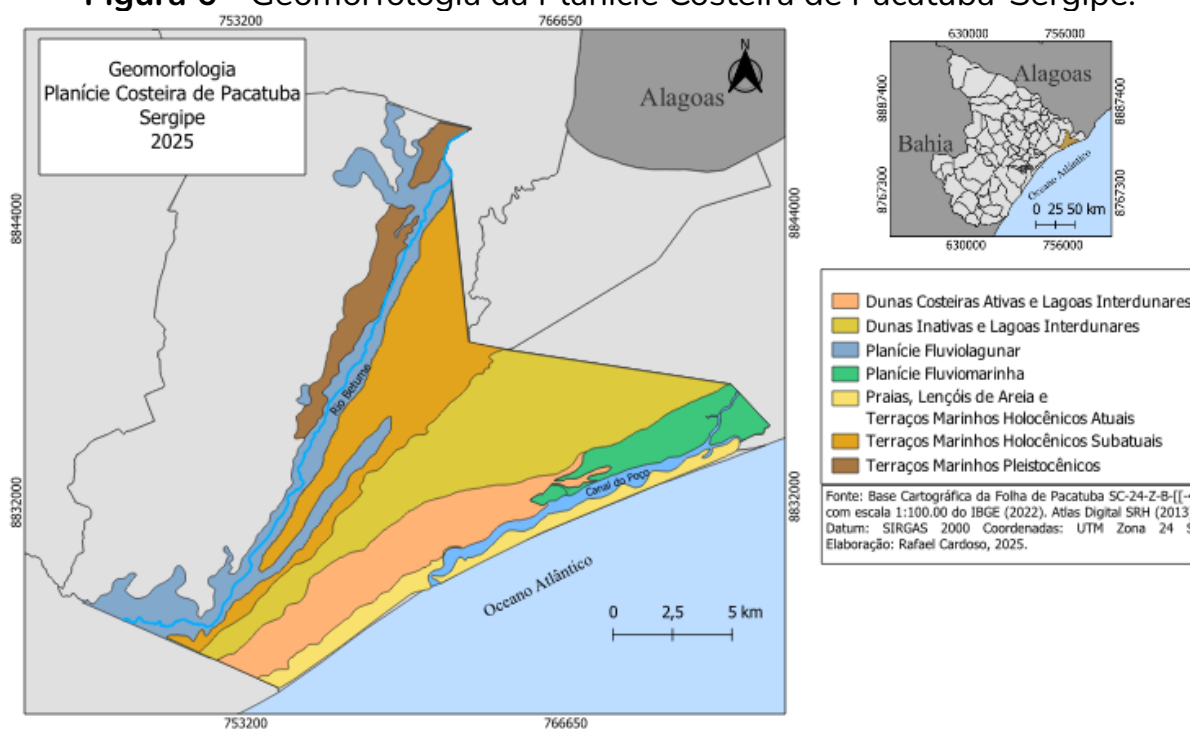 Figura 6 - Geomorfologia da Planície Costeira de Pacatuba-Sergipe.
753200
766650
Geomorfologia
Planície Costeira de Pacatuba
Sergipe
2025
N
Alagoas
8844000
8844000
Rio Betume
Canal do Poço
8832000
8832000
Oceano Atlântico
0 2,5 5 km
753200
766650
630000
756000
Alagoas
8887400
8887400
Bahia
8767300
8767300
Oceano Atlântico
0 25 50 km
630000
756000
Dunas Costeiras Ativas e Lagoas Interdunares
Dunas Inativas e Lagoas Interdunares
Planície Fluviolagunar
Planície Fluviomarinha
Praias, Lençóis de Areia e
Terraços Marinhos Holocênicos Atuais
Terraços Marinhos Holocênicos Subatuais
Terraços Marinhos Pleistocênicos
Fonte: Base Cartográfica da Folha de Pacatuba
com escala 1:100.00 do IBGE (2022). Atlas Digital SRH (2013)
Datum: SIRGAS 2000 Coordenadas: UTM Zona 24 S
Elaboração: Rafael Cardoso, 2025.